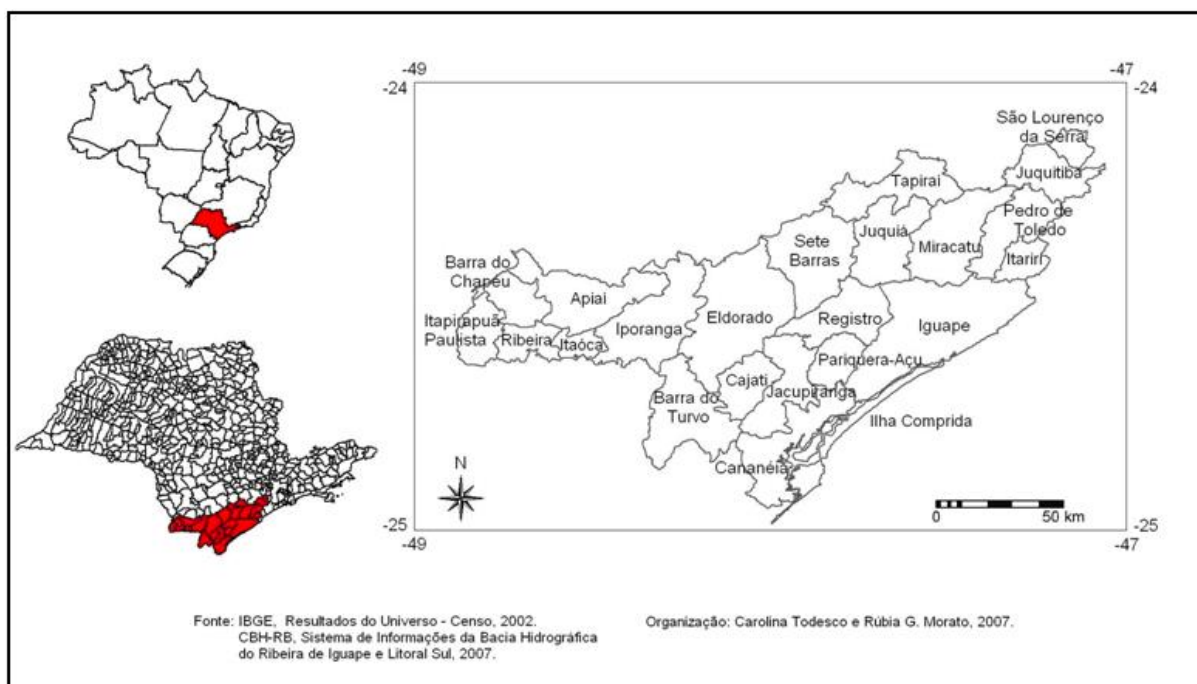 -49
-47
-24
-24
São Lourenço
da Serra
Juquitiba
Tapiraí
Pedro de
Toledo
Juquiá
Sete
Barras
Miracatu
Itariri
Barra do
Chapéu
Apiaí
Itapirapuã
Paulista
Ribeira
Itaóca
Iporanga
Eldorado
Registro
Iguape
Pariquera-Açu
Cajati
Jacupiranga
Barra do
Turvo
Ilha Comprida
Cananéia
N
0
50 km
-25
-25
-49
-47
Fonte: IBGE, Resultados do Universo - Censo, 2002.
CBH-RB, Sistema de Informações da Bacia Hidrográfica
do Ribeira de Iguape e Litoral Sul, 2007.
Organização: Carolina Todesco e Rúbia G. Morato, 2007.